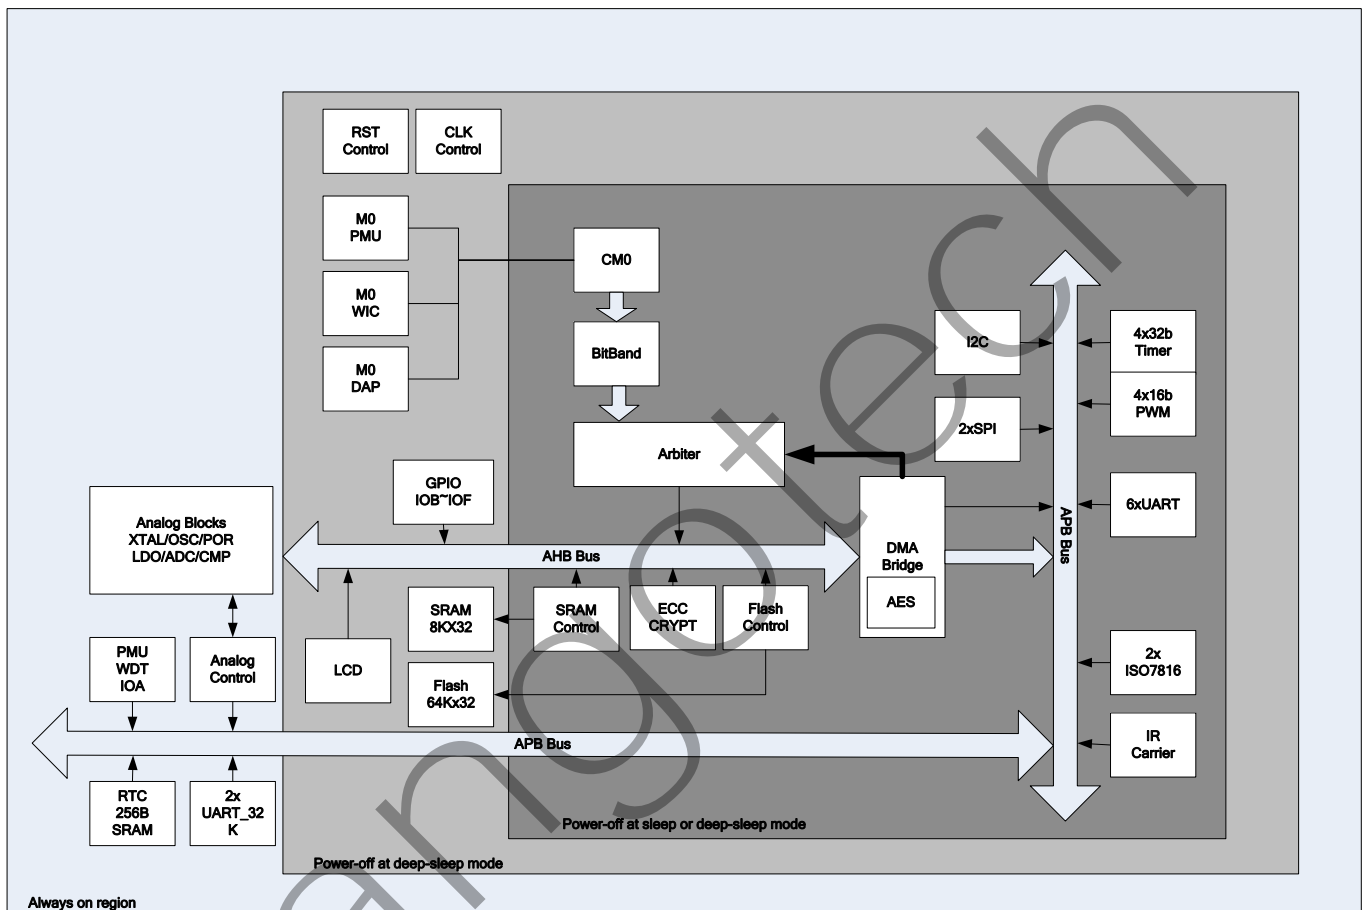 RST
Control
CLK
Control
M0
PMU
M0
WIC
M0
DAP
CM0
BitBand
Arbiter
I2C
2xSPI
4x32b
Timer
4x16b
PWM
6xUART
2x
ISO7816
IR
Carrier
APB Bus
GPIO
IOB~IOF
Analog Blocks
XTAL/OSC/POR
LDO/ADC/CMP
AHB Bus
DMA
Bridge
AES
SRAM
8KX32
SRAM
Control
ECC
CRYPT
Flash
Control
PMU
WDT
IOA
Analog
Control
LCD
Flash
64Kx32
APB Bus
RTC
256B
SRAM
2x
UART_32
K
Power-off at sleep or deep-sleep mode
Power-off at deep-sleep mode
Always on region
angotech